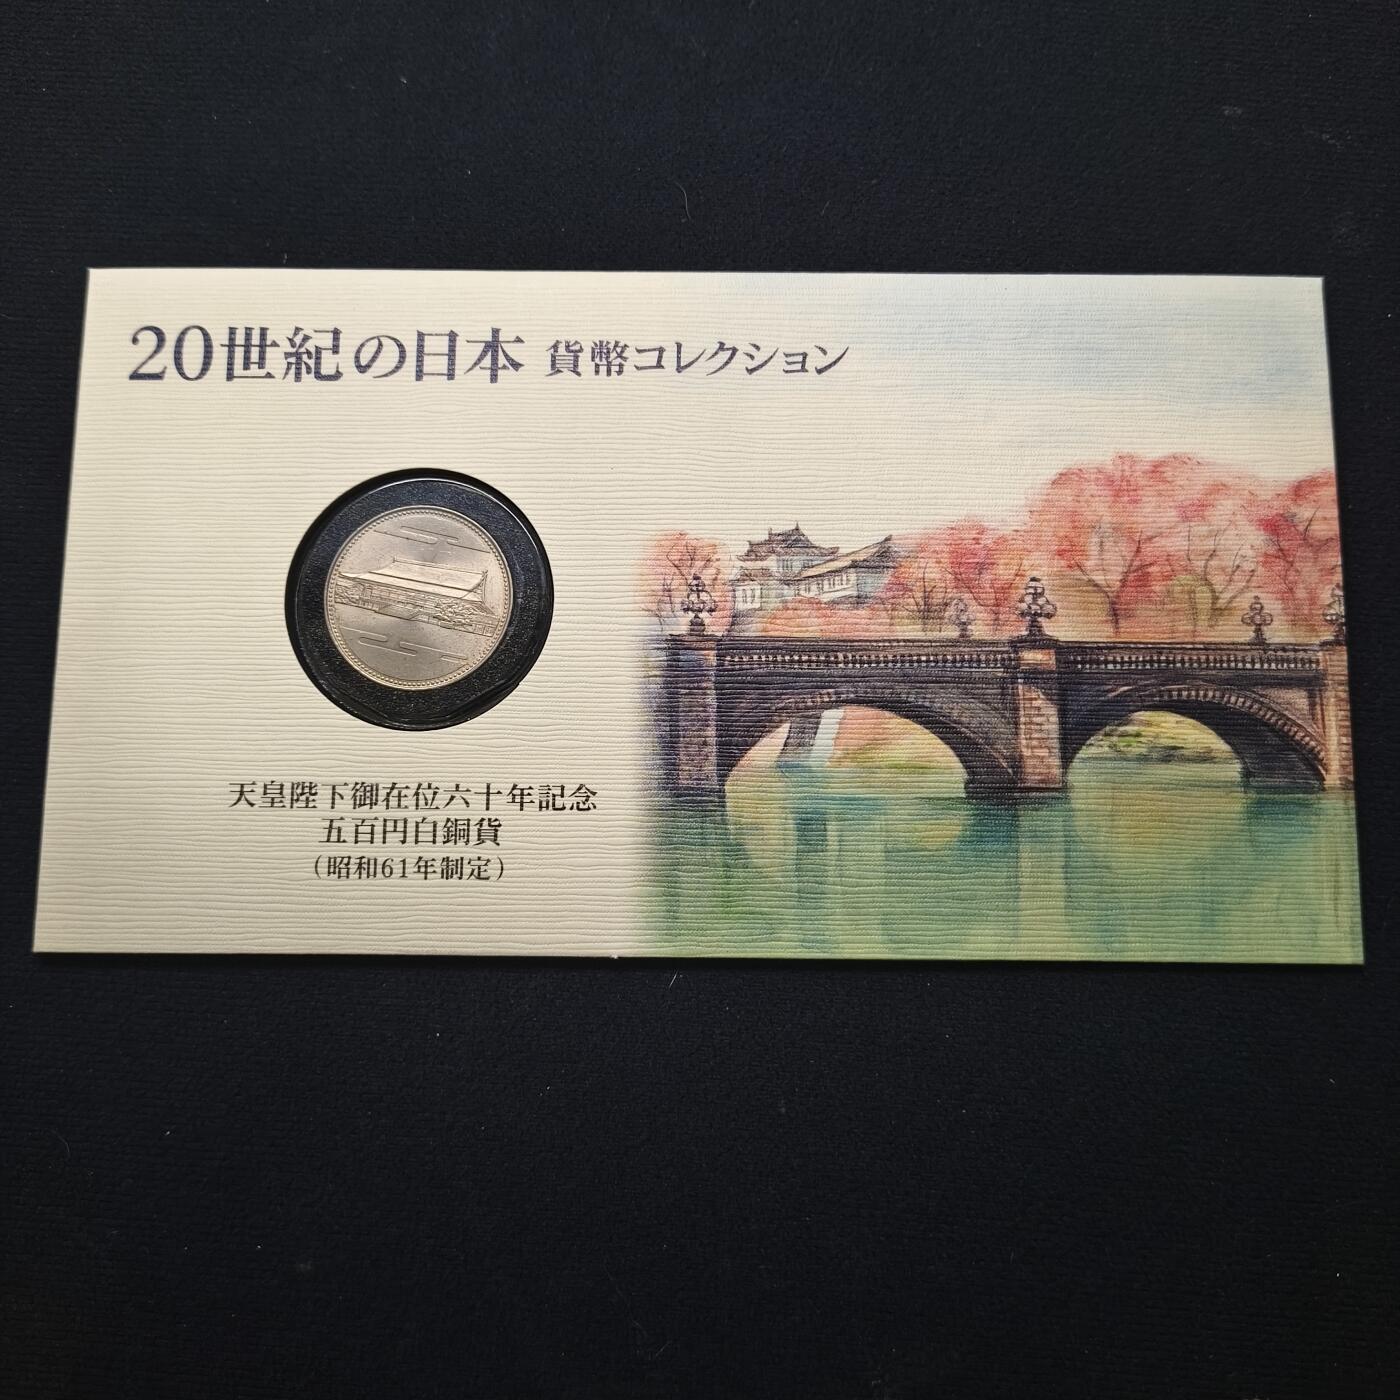 20世紀の日本 貨幣コレクション
天皇陛下御在位六十年記念
五百円白銅貨
（昭和61年制定）